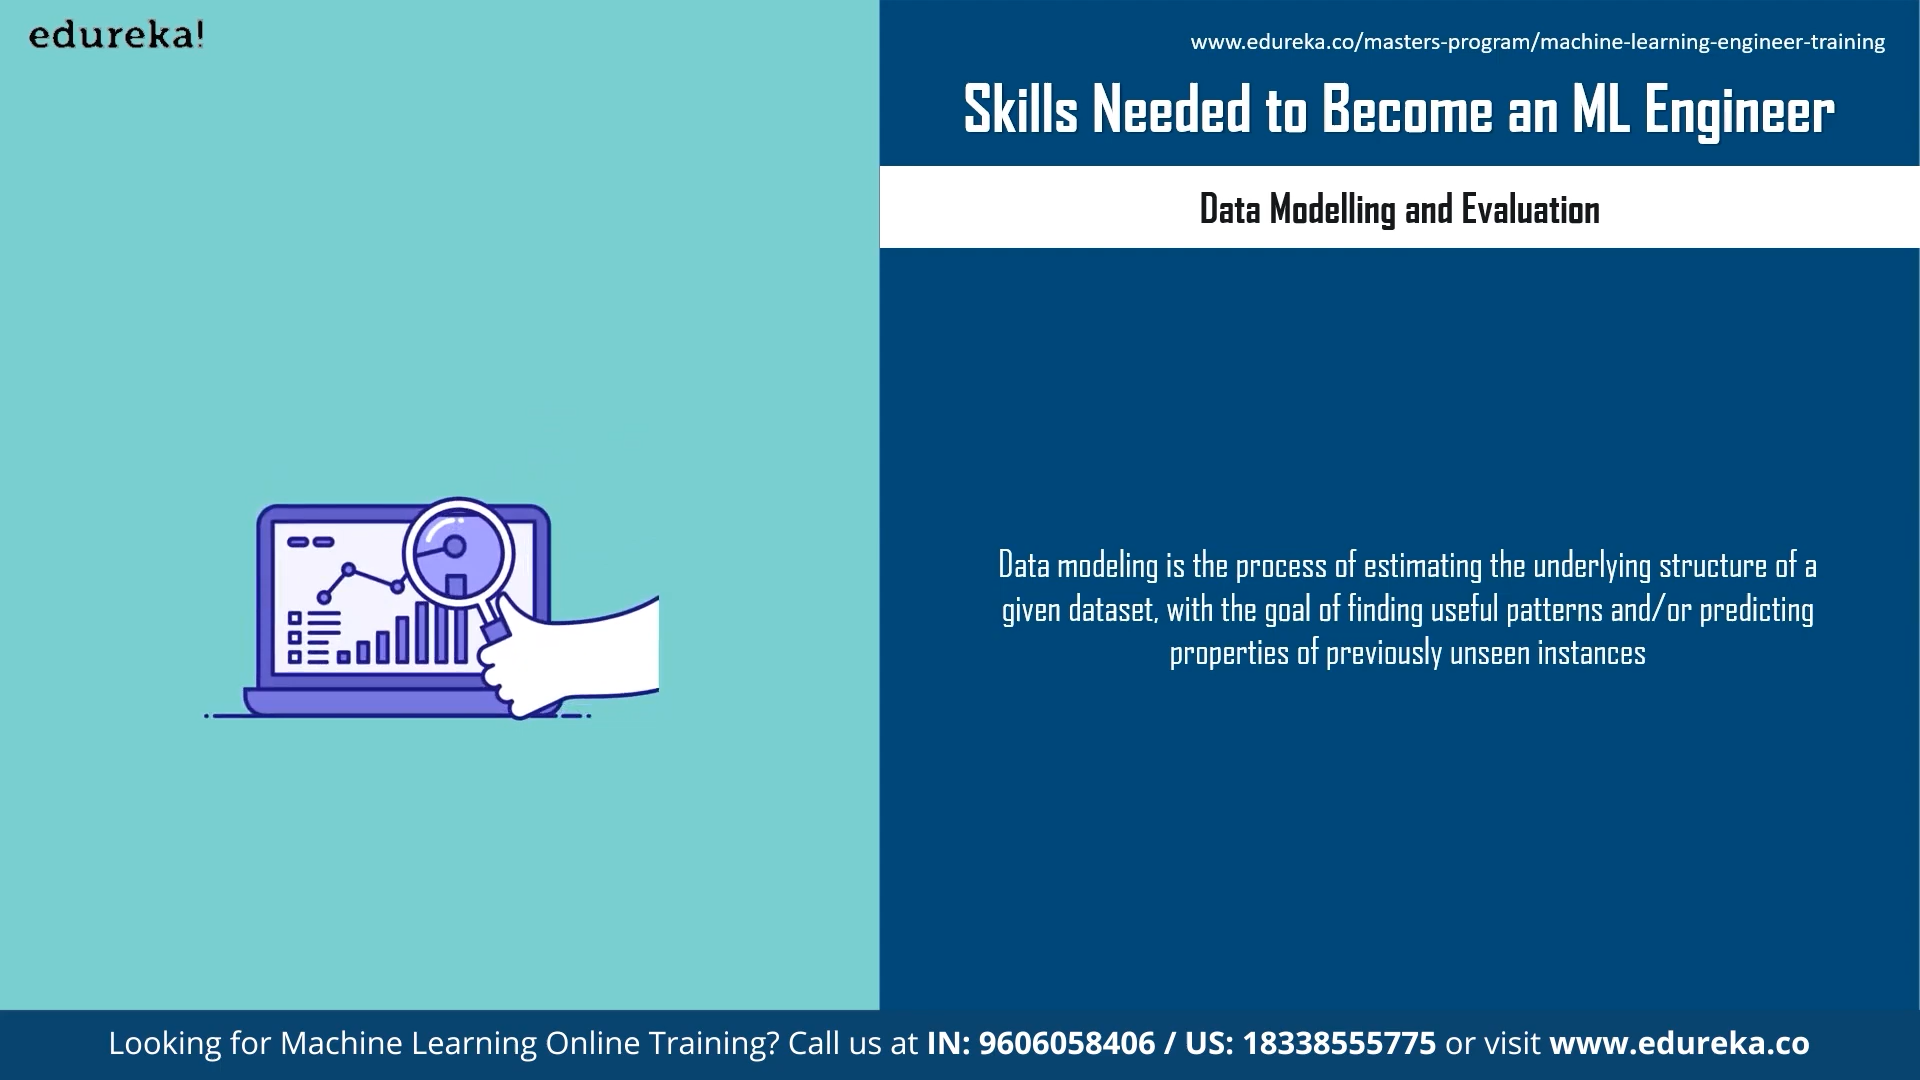 edureka!
www.edureka.co/masters-program/machine-learning-engineer-training
Skills Needed to Become an ML Engineer
Data Modelling and Evaluation
Data modeling is the process of estimating the underlying structure of a
given dataset, with the goal of finding useful patterns and/or predicting
properties of previously unseen instances
Looking for Machine Learning Online Training? Call us at IN: 9606058406 / US: 18338555775 or visit www.edureka.co